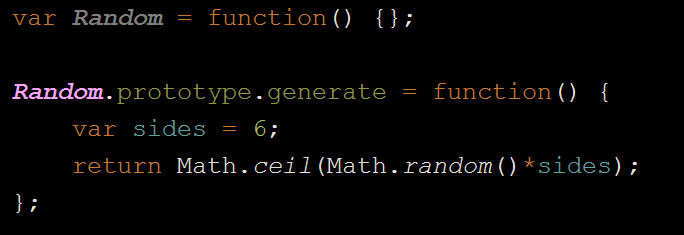 var Random = function() {};
Random.prototype.generate = function() {
    var sides = 6;
    return Math.ceil(Math.random()*sides);
};